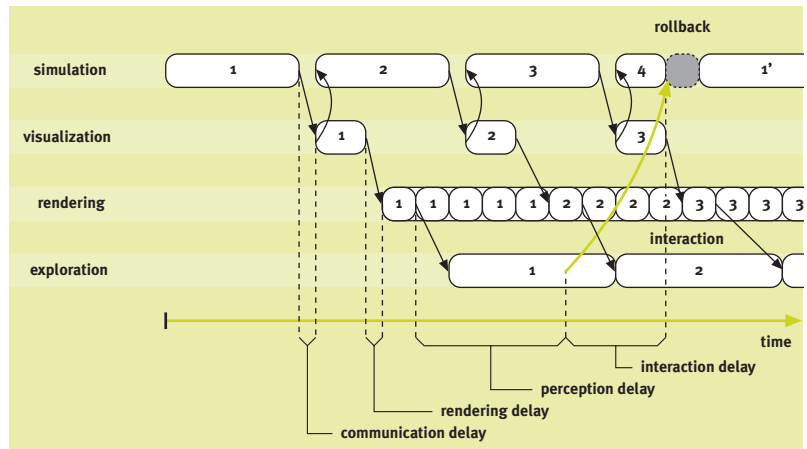 rollback
simulation 1 2 3 4 1’
visualization 1 2 3
rendering 1 1 1 1 1 2 2 2 2 3 3 3 3
interaction
exploration 1 2
time
interaction delay
perception delay
rendering delay
communication delay